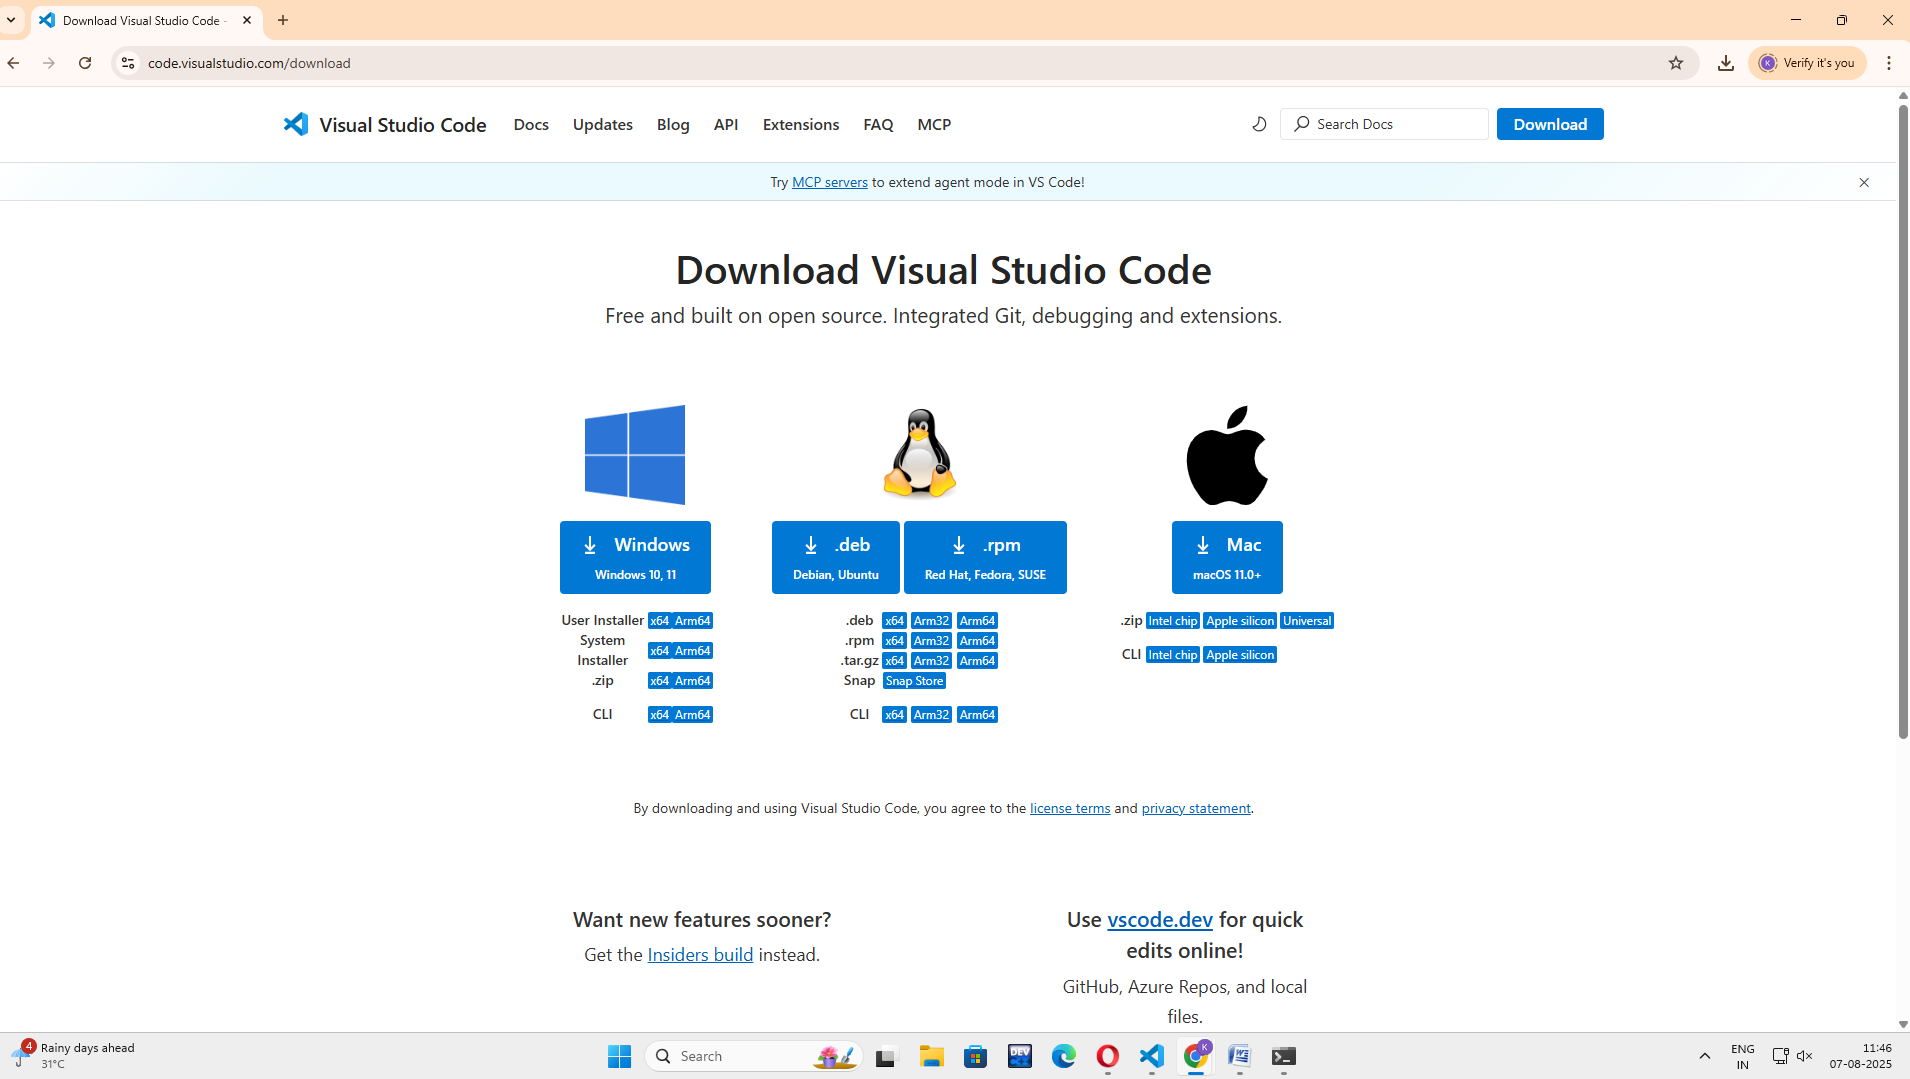 Download Visual Studio Code -
code.visualstudio.com/download
K
Verify it's you
Visual Studio Code
Docs
Updates
Blog
API
Extensions
FAQ
MCP
Search Docs
Download
Try MCP servers to extend agent mode in VS Code!
Download Visual Studio Code
Free and built on open source. Integrated Git, debugging and extensions.
Windows
Windows 10, 11
User Installer x64 Arm64
System
Installer
x64 Arm64
.zip x64 Arm64
CLI x64 Arm64
.deb
Debian, Ubuntu
.rpm
Red Hat, Fedora, SUSE
.deb x64 Arm32 Arm64
.rpm x64 Arm32 Arm64
.tar.gz x64 Arm32 Arm64
Snap Snap Store
CLI x64 Arm32 Arm64
Mac
macOS 11.0+
.zip Intel chip Apple silicon Universal
CLI Intel chip Apple silicon
By downloading and using Visual Studio Code, you agree to the license terms and privacy statement.
Want new features sooner?
Get the Insiders build instead.
Use vscode.dev for quick
edits online!
GitHub, Azure Repos, and local
files.
4
Rainy days ahead
31°C
Search
DEV
K
W
ENG
IN
11:46
07-08-2025